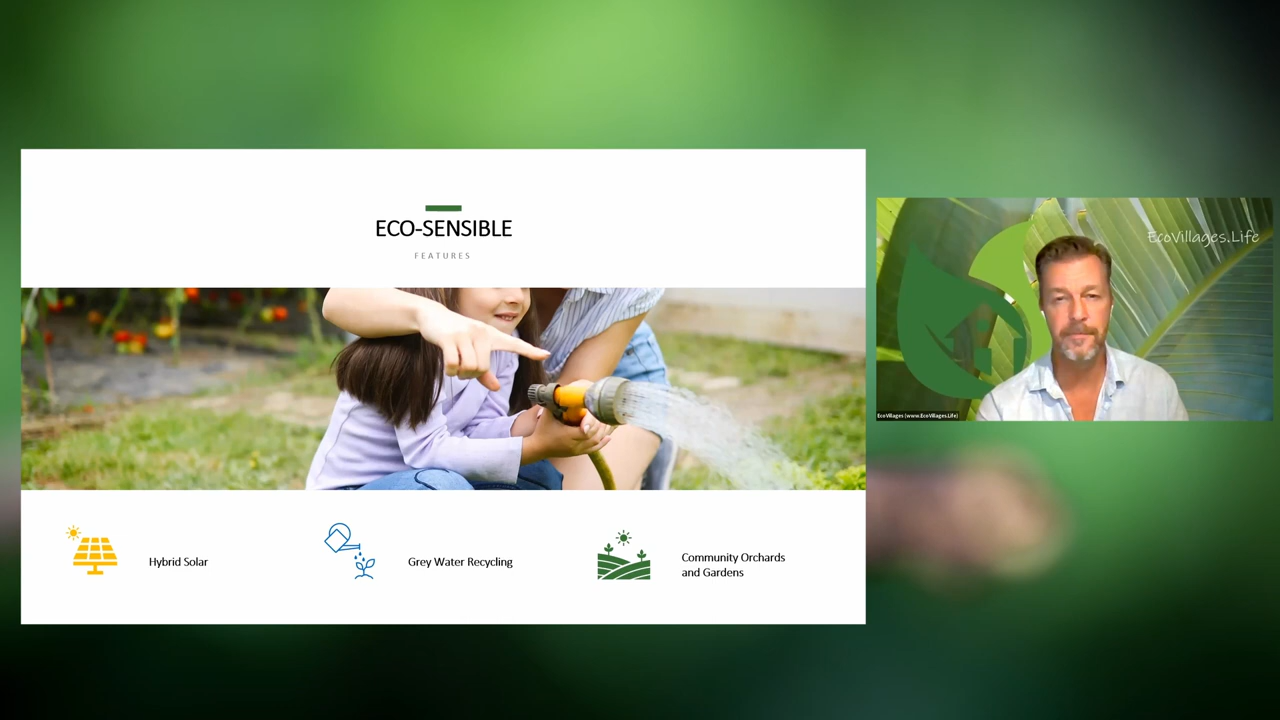 ECO-SENSIBLE
FEATURES
EcoVillages.Life
EcoVillages (www.EcoVillages.Life)
Hybrid Solar
Grey Water Recycling
Community Orchards
and Gardens